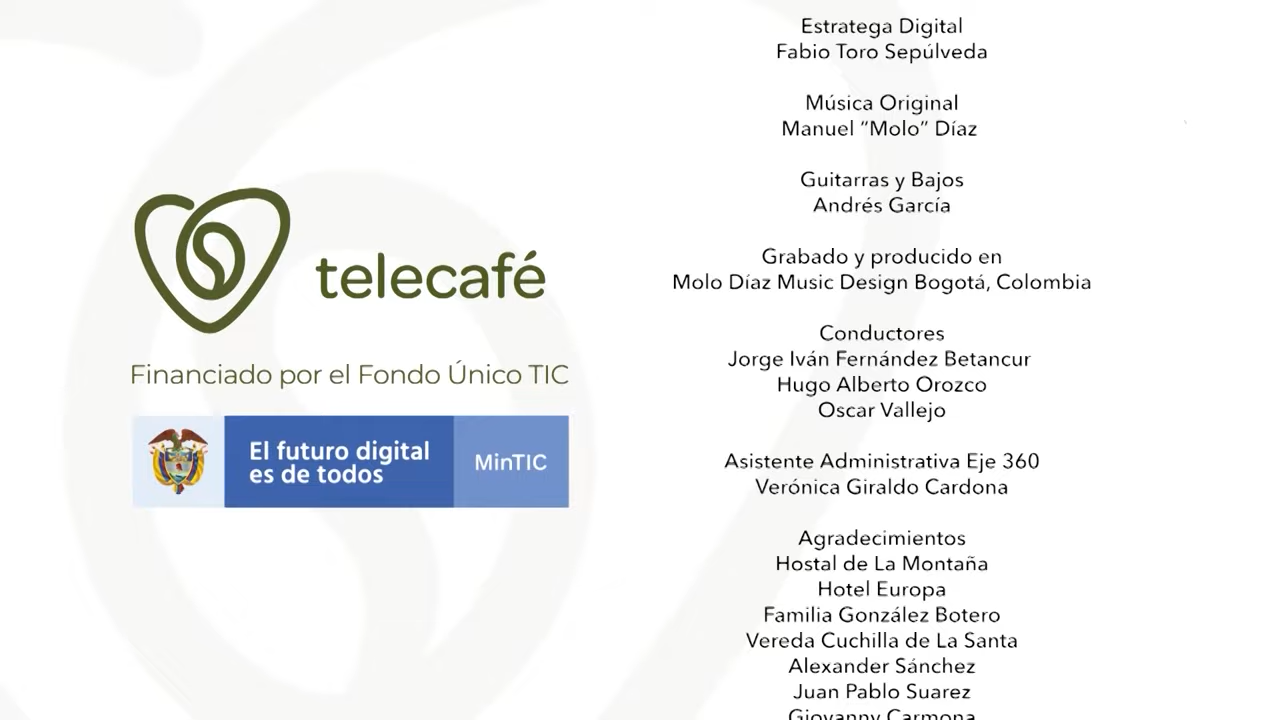 telecafé
Financiado por el Fondo Único TIC
El futuro digital
es de todos
MinTIC
Estratega Digital
Fabio Toro Sepúlveda
Música Original
Manuel “Molo” Díaz
Guitarras y Bajos
Andrés García
Grabado y producido en
Molo Díaz Music Design Bogotá, Colombia
Conductores
Jorge Iván Fernández Betancur
Hugo Alberto Orozco
Oscar Vallejo
Asistente Administrativa Eje 360
Verónica Giraldo Cardona
Agradecimientos
Hostal de La Montaña
Hotel Europa
Familia González Botero
Vereda Cuchilla de La Santa
Alexander Sánchez
Juan Pablo Suarez
Giovanny Carmona